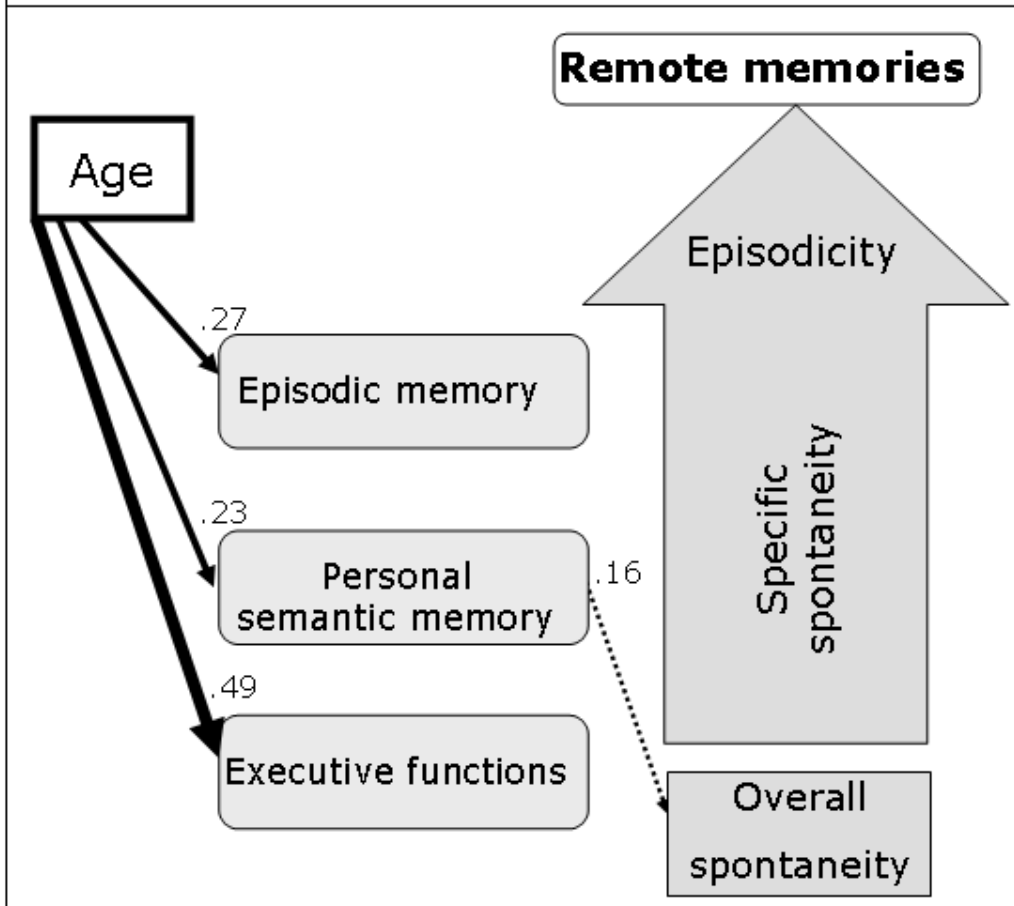 Remote memories
Age
Episodicity
.27
Episodic memory
Specific
spontaneity
.23
Personal
semantic memory
.16
.49
Executive functions
Overall
spontaneity